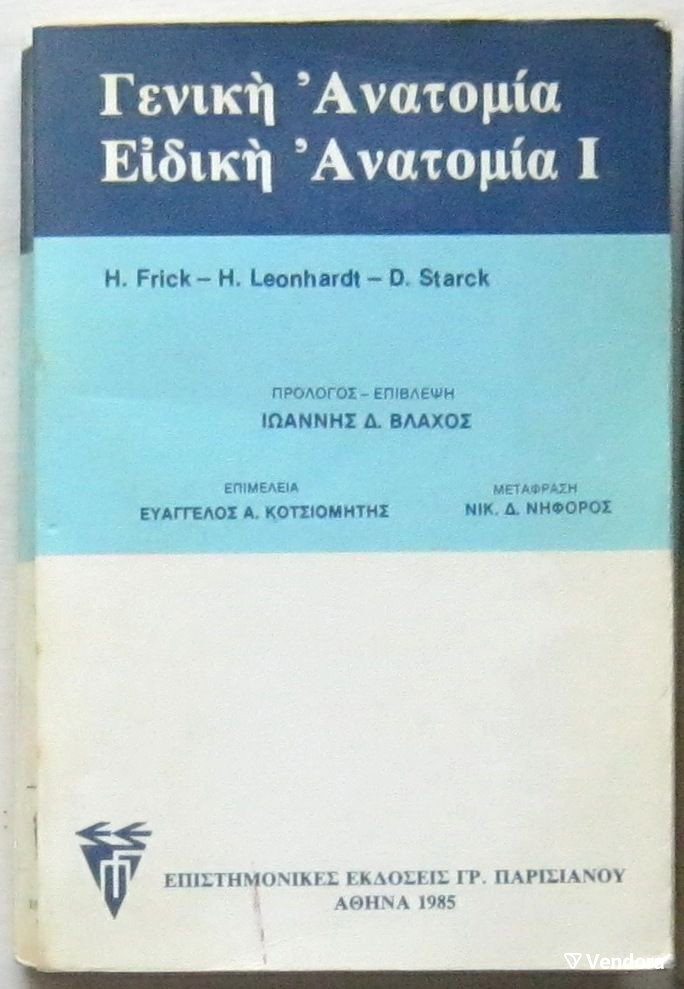 Γενικὴ Ἀνατομία
Εἰδικὴ Ἀνατομία Ι
H. Frick – H. Leonhardt – D. Starck
ΠΡΟΛΟΓΟΣ – ΕΠΙΒΛΕΨΗ
ΙΩΑΝΝΗΣ Δ. ΒΛΑΧΟΣ
ΕΠΙΜΕΛΕΙΑ
ΕΥΑΓΓΕΛΟΣ Α. ΚΟΤΣΙΟΜΗΤΗΣ
ΜΕΤΑΦΡΑΣΗ
ΝΙΚ. Δ. ΝΗΦΟΡΟΣ
ΕΠΙΣΤΗΜΟΝΙΚΕΣ ΕΚΔΟΣΕΙΣ ΓΡ. ΠΑΡΙΣΙΑΝΟΥ
ΑΘΗΝΑ 1985
Vendora